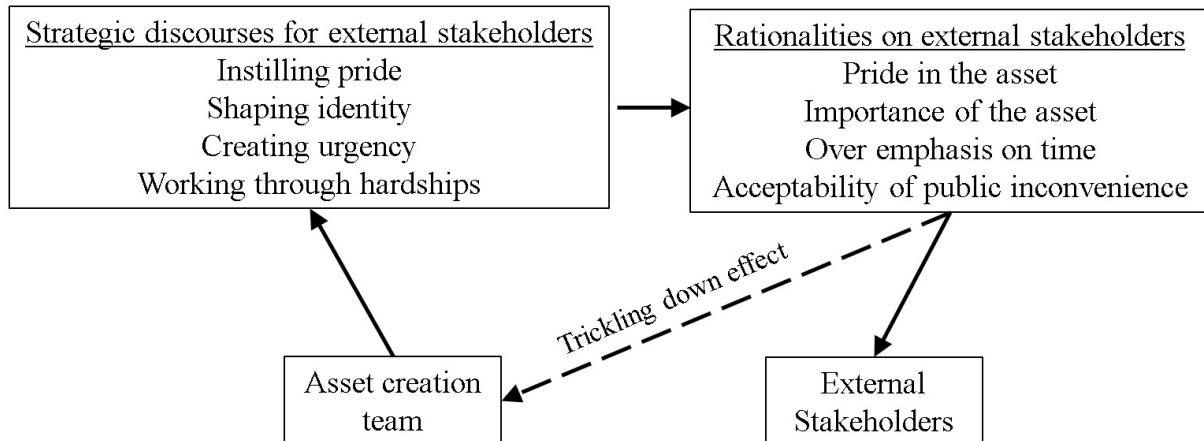 Strategic discourses for external stakeholders
Instilling pride
Shaping identity
Creating urgency
Working through hardships
Rationalities on external stakeholders
Pride in the asset
Importance of the asset
Over emphasis on time
Acceptability of public inconvenience
Trickling down effect
Asset creation
team
External
Stakeholders